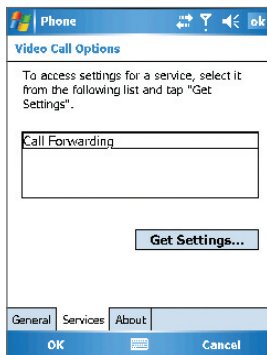 Phone ok
Video Call Options
To access settings for a service, select it
from the following list and tap "Get
Settings".
Call Forwarding
Get Settings...
General Services About
OK Cancel